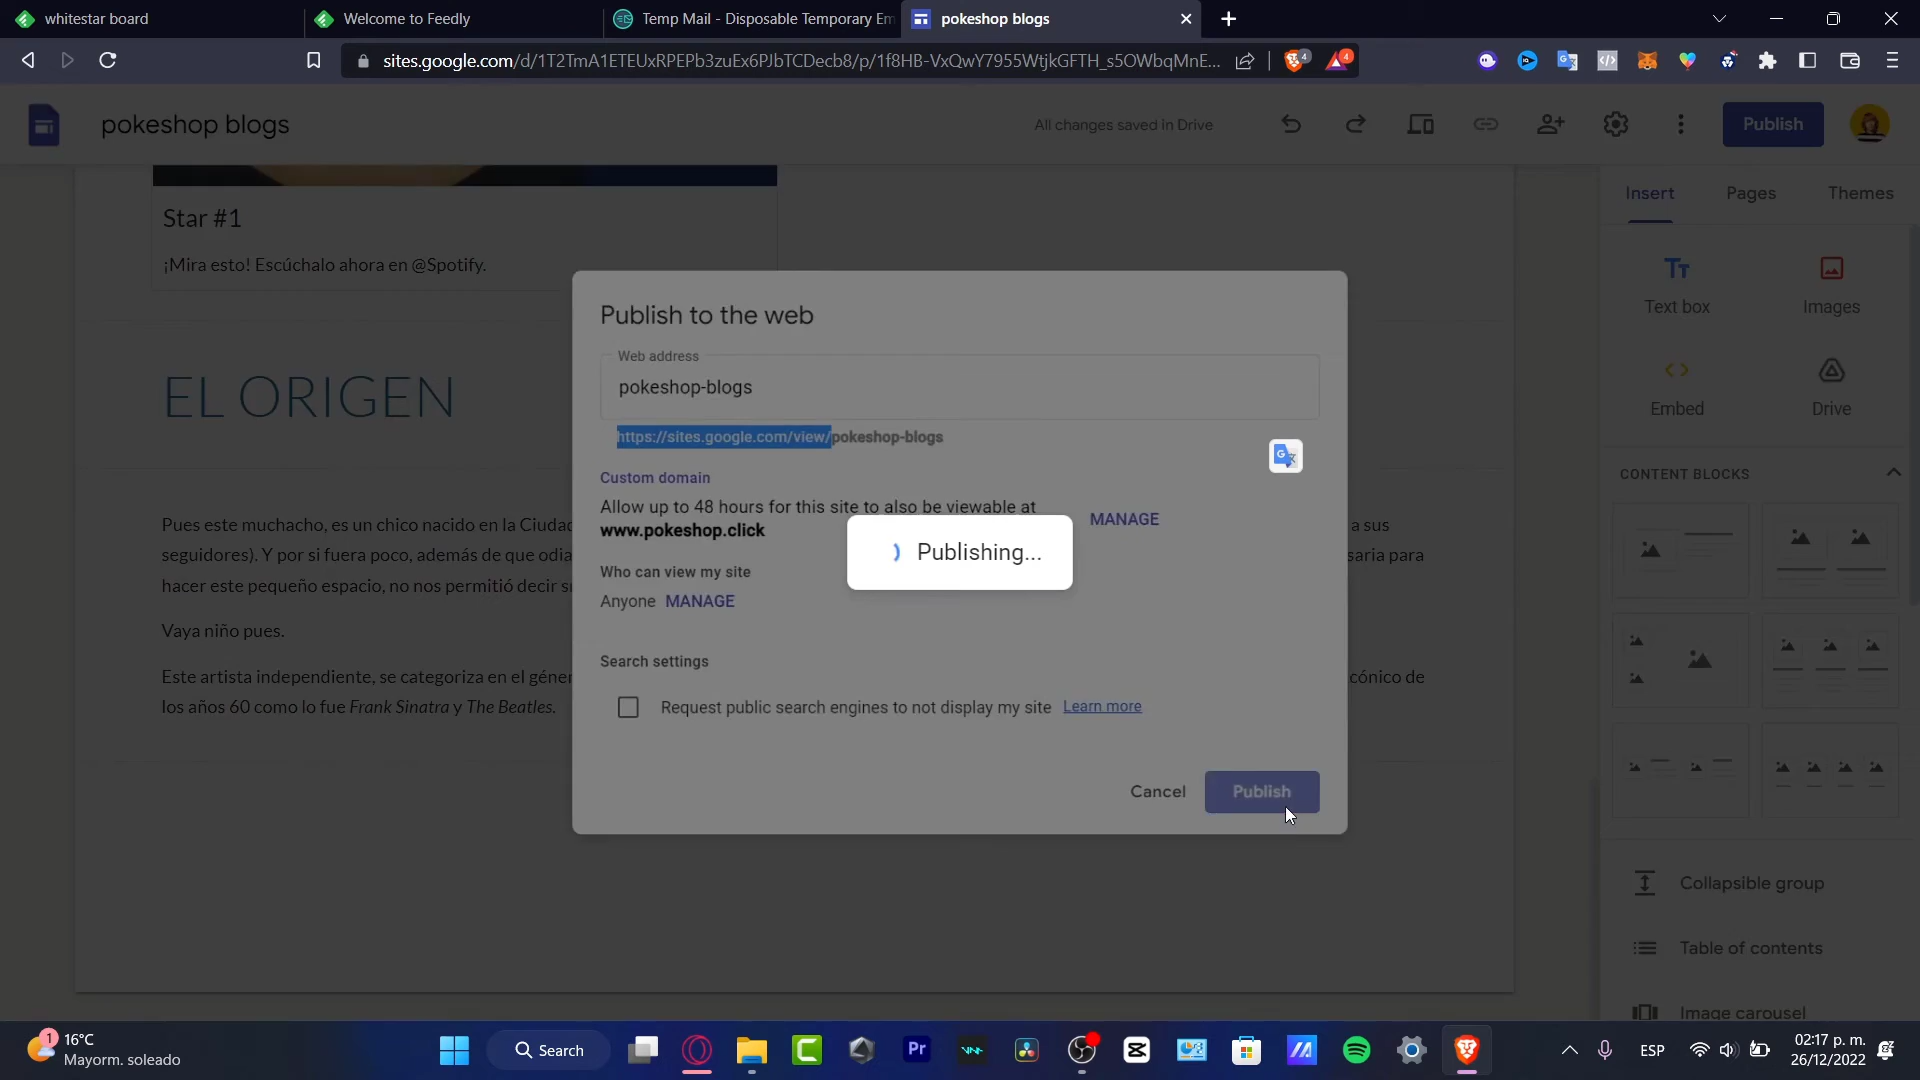 whitestar board
Welcome to Feedly
Temp Mail - Disposable Temporary Em
pokeshop blogs
sites.google.com/d/1T2TmA1ETEUxRPEPb3zuEx6PJbTCDecb8/p/1f8HB-VxQwY7955WtjkGFTH_s5OWbqMnE...
4
4
pokeshop blogs
All changes saved in Drive
Publish
Insert
Pages
Themes
Star #1
¡Mira esto! Escúchalo ahora en @Spotify.
Tt
Text box
Images
Embed
Drive
CONTENT BLOCKS
EL ORIGEN
Pues este muchacho, es un chico nacido en la Ciudad
a sus
seguidores). Y por si fuera poco, además de que odia
saria para
hacer este pequeño espacio, no nos permitió decir s
Vaya niño pues.
Este artista independiente, se categoriza en el géner
cónico de
los años 60 como lo fue Frank Sinatra y The Beatles.
Publish to the web
Web address
pokeshop-blogs
https://sites.google.com/view/pokeshop-blogs
Custom domain
Allow up to 48 hours for this site to also be viewable at
www.pokeshop.click
MANAGE
Who can view my site
Anyone MANAGE
Publishing...
Search settings
Request public search engines to not display my site Learn more
Cancel
Publish
Collapsible group
Table of contents
Image carousel
1
16°C
Mayorm. soleado
Search
Pr
ESP
02:17 p. m.
26/12/2022